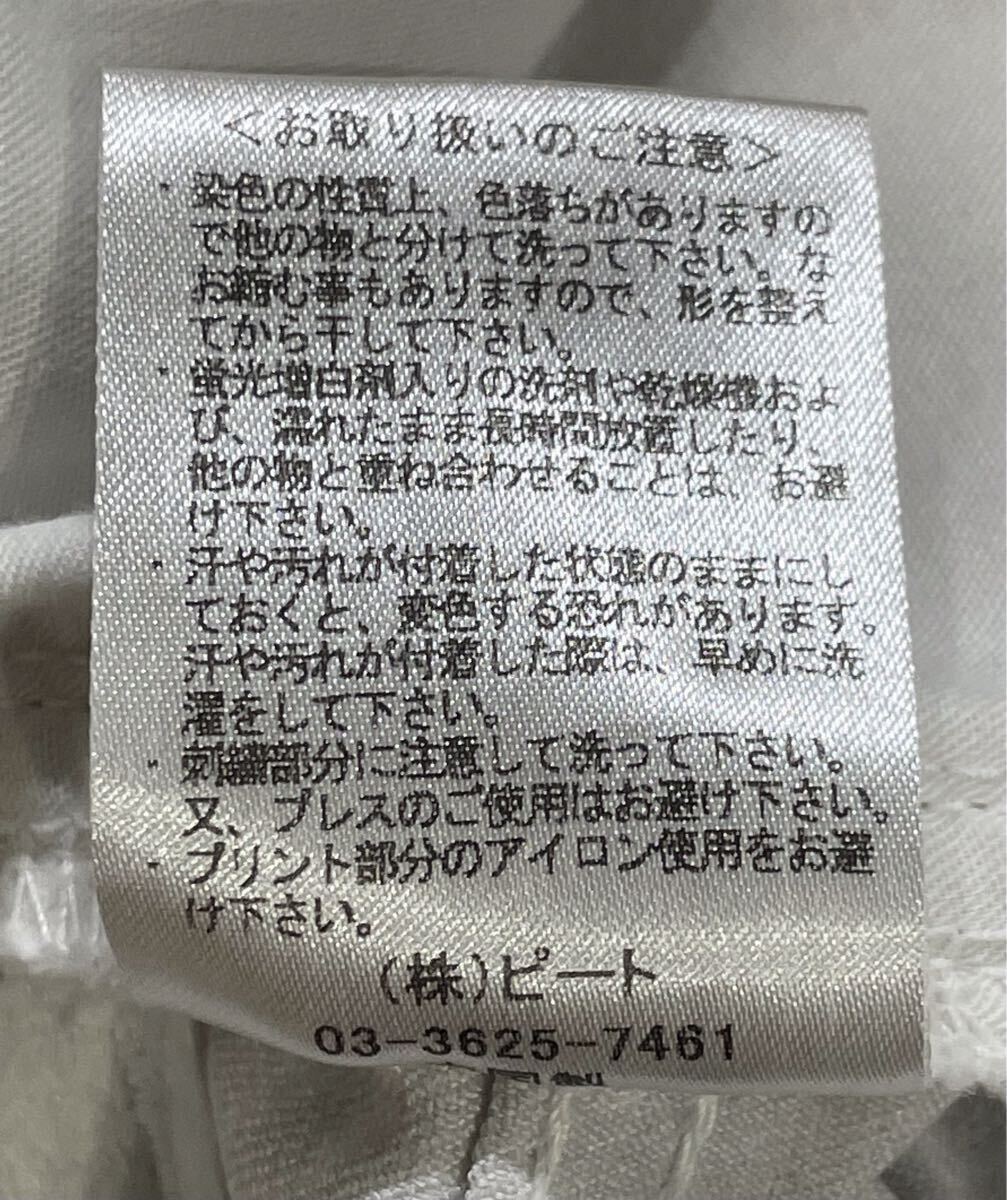 <お取り扱いのご注意>
・染色の性質上、色落ちがありますの
で他の物と分けて洗って下さい。な
お縮む事もありますので、形を整え
てから干して下さい。
・蛍光増白剤入りの洗剤や乾燥機およ
び、濡れたまま長時間放置したり、
他の物と重ね合わせることは、お避
け下さい。
・汗や汚れが付着した状態のままにし
ておくと、変色する恐れがあります。
汗や汚れが付着した際は、早めに洗
濯をして下さい。
・刺繍部分に注意して洗って下さい。
又、プレスのご使用はお避け下さい。
・プリント部分のアイロン使用をお避
け下さい。
(株)ピート
03-3625-7461